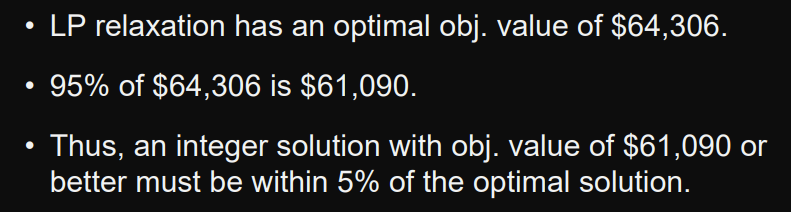 • LP relaxation has an optimal obj. value of $64,306.
• 95% of $64,306 is $61,090.
• Thus, an integer solution with obj. value of $61,090 or
better must be within 5% of the optimal solution.